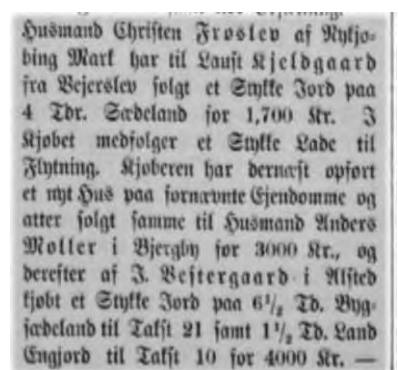 Husmand Christen Frøslev af Nykjø-
bing Mark har til Laust Kjeldgaard
fra Bejerslev solgt et Stykke Jord paa
4 Tdr. Sædeland for 1,700 Kr. I
Kjøbet medfølger et Stykke Lade til
Flytning. Kjøberen har dernæst opført
et nyt Hus paa fornævnte Ejendomme og
atter solgt samme til Husmand Anders
Møller i Bjergby for 3000 Kr., og
derefter af J. Vestergaard i Alsted
kjøbt et Stykke Jord paa 6½ Td. Byg-
sædeland til Takst 21 samt 1½ Td. Land
Engjord til Takst 10 for 4000 Kr. —